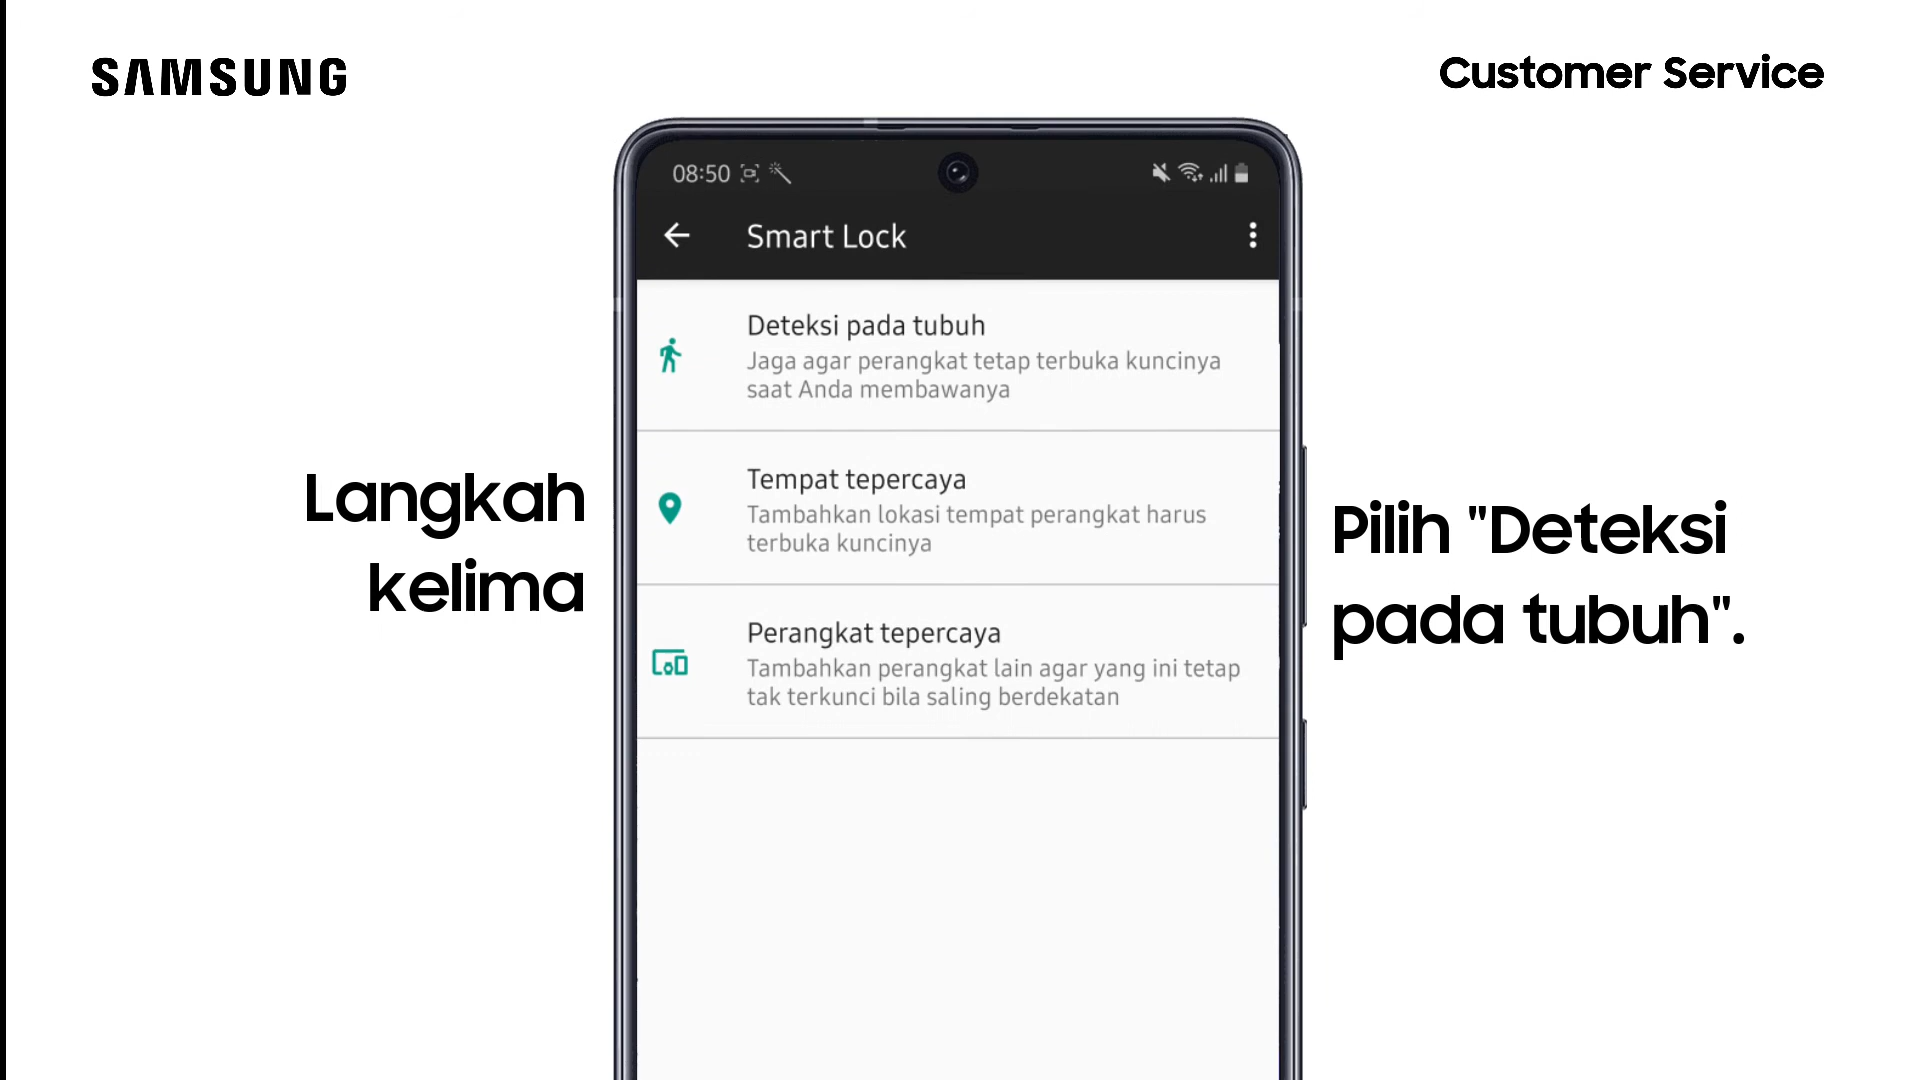 SAMSUNG
Customer Service
08:50
Smart Lock
Deteksi pada tubuh
Jaga agar perangkat tetap terbuka kuncinya
saat Anda membawanya
Tempat tepercaya
Tambahkan lokasi tempat perangkat harus
terbuka kuncinya
Perangkat tepercaya
Tambahkan perangkat lain agar yang ini tetap
tak terkunci bila saling berdekatan
Langkah
kelima
Pilih "Deteksi
pada tubuh".